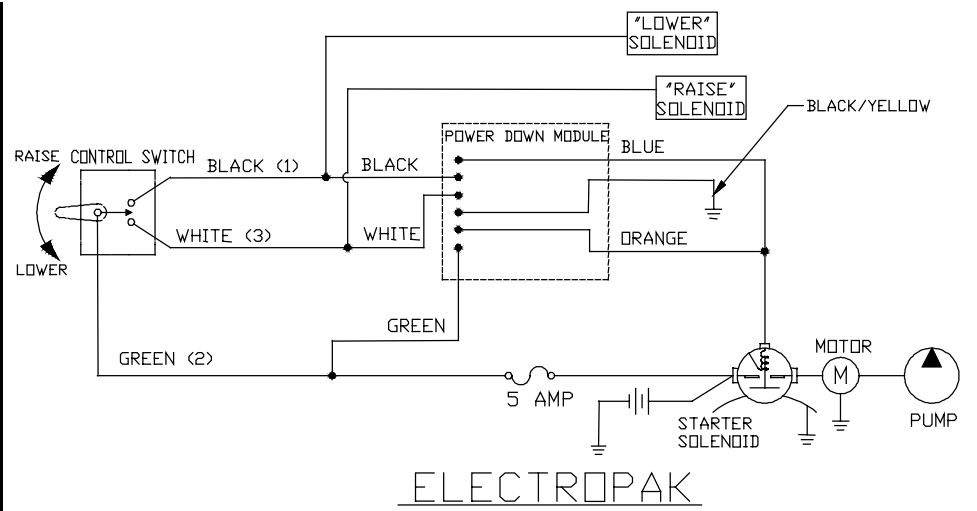 "LOWER"
SOLENOID
"RAISE"
SOLENOID
BLACK/YELLOW
POWER DOWN MODULE
BLUE
RAISE CONTROL SWITCH
BLACK (1)
BLACK
WHITE (3)
WHITE
ORANGE
LOWER
GREEN
GREEN (2)
MOTOR
M
5 AMP
PUMP
STARTER
SOLENOID
ELECTROPAK